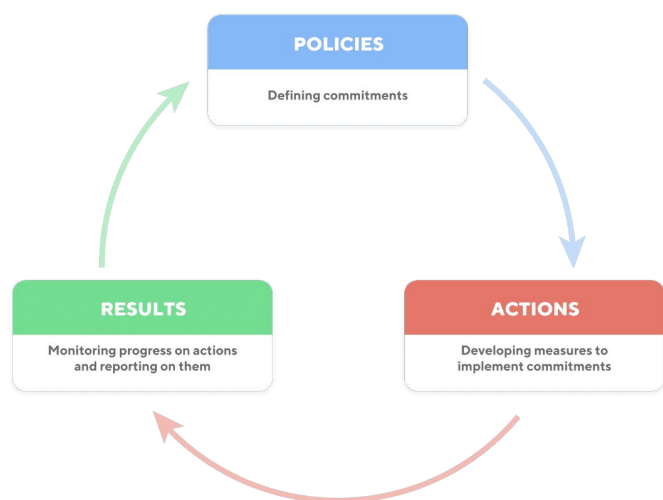 POLICIES
Defining commitments
RESULTS
Monitoring progress on actions
and reporting on them
ACTIONS
Developing measures to
implement commitments